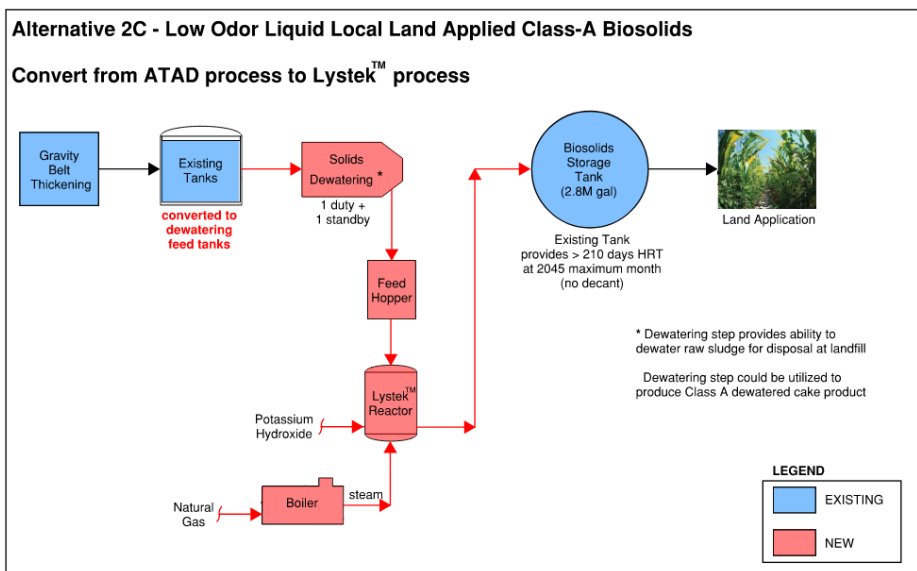 Alternative 2C - Low Odor Liquid Local Land Applied Class-A Biosolids
Convert from ATAD process to Lystek™ process
Gravity
Belt
Thickening
Existing
Tanks
converted to
dewatering
feed tanks
Solids
Dewatering *
1 duty +
1 standby
Feed
Hopper
Lystek™
Reactor
Potassium
Hydroxide
Boiler
steam
Natural
Gas
Biosolids
Storage
Tank
(2.8M gal)
Existing Tank
provides > 210 days HRT
at 2045 maximum month
(no decant)
Land Application
* Dewatering step provides ability to
dewater raw sludge for disposal at landfill
Dewatering step could be utilized to
produce Class A dewatered cake product
LEGEND
EXISTING
NEW